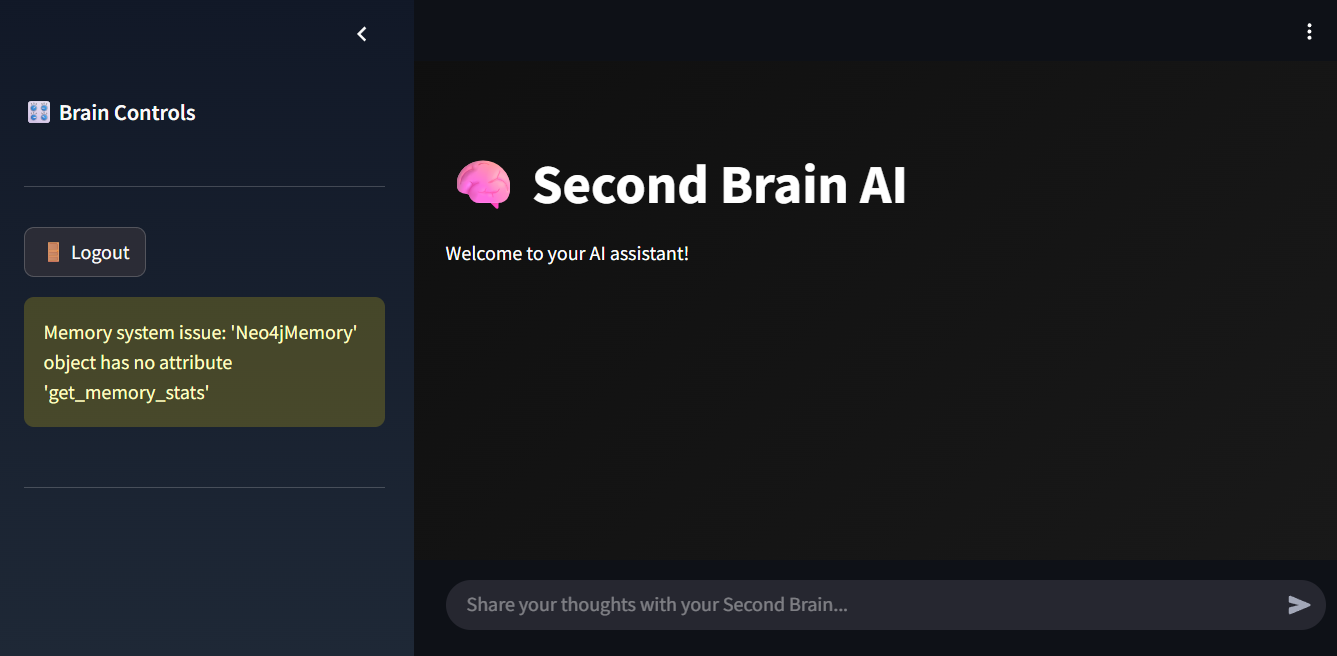 Brain Controls
Logout
Memory system issue: 'Neo4jMemory'
object has no attribute
'get_memory_stats'
Second Brain AI
Welcome to your AI assistant!
Share your thoughts with your Second Brain...